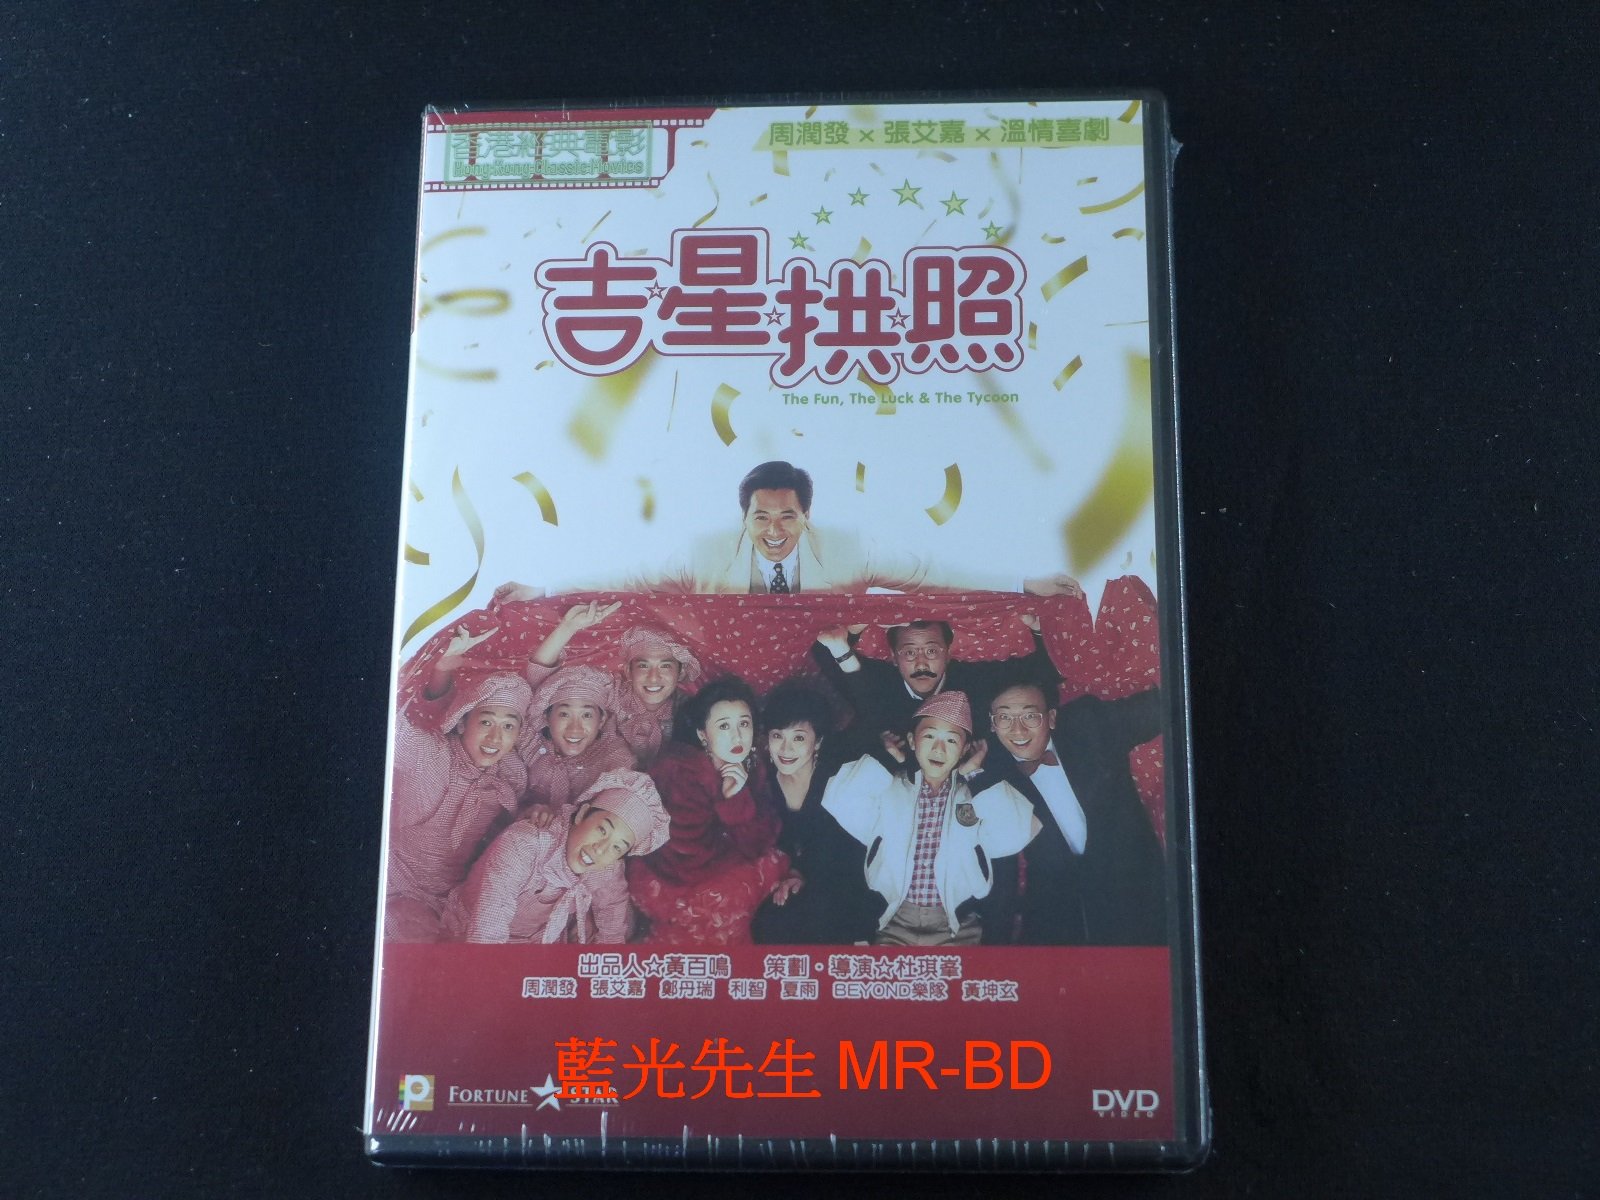 香港經典電影
Hong Kong Classic Movies
周潤發 × 張艾嘉 × 溫情喜劇
吉星拱照
The Fun, The Luck & The Tycoon
出品人☆黃百鳴 策劃・導演☆杜琪峯
周潤發 張艾嘉 鄭丹瑞 利智 夏雨 BEYOND樂隊 黃坤玄
藍光先生 MR-BD
FORTUNE STAR
DVD
VIDEO